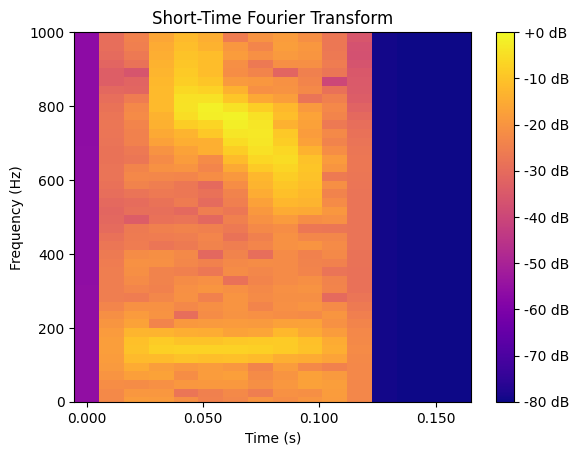 Short-Time Fourier Transform
Frequency (Hz)
1000
800
600
400
200
0
0.000
0.050
0.100
0.150
Time (s)
+0 dB
-10 dB
-20 dB
-30 dB
-40 dB
-50 dB
-60 dB
-70 dB
-80 dB